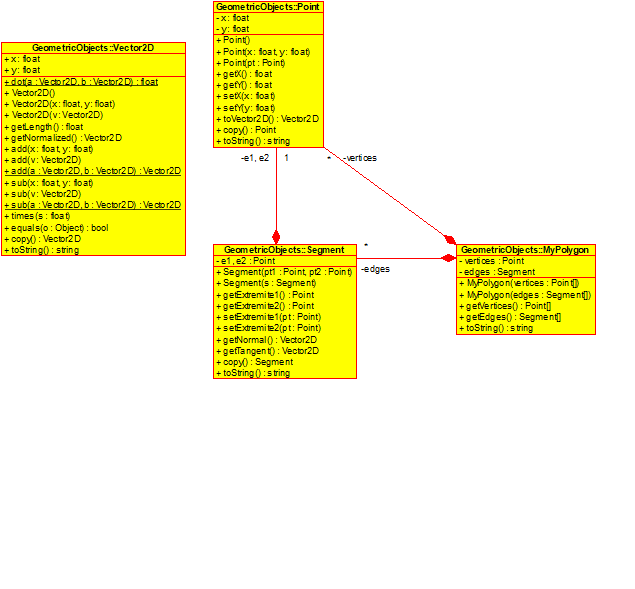 GeometricObjects::Point
- x: float
- y: float
+ Point()
+ Point(x: float, y: float)
+ Point(pt : Point)
+ getX() : float
+ getY() : float
+ setX(x: float)
+ setY(y: float)
+ toVector2D() : Vector2D
+ copy() : Point
+ toString() : string
GeometricObjects::Vector2D
+ x: float
+ y: float
+ dot(a : Vector2D, b : Vector2D) : float
+ Vector2D()
+ Vector2D(x: float, y: float)
+ Vector2D(v: Vector2D)
+ getLength() : float
+ getNormalized() : Vector2D
+ add(x: float, y: float)
+ add(v: Vector2D)
+ add(a : Vector2D, b : Vector2D) : Vector2D
+ sub(x: float, y: float)
+ sub(v: Vector2D)
+ sub(a : Vector2D, b : Vector2D) : Vector2D
+ times(s : float)
+ equals(o : Object) : bool
+ copy() : Vector2D
+ toString() : string
-e1, e2 1
* -vertices
GeometricObjects::Segment
- e1, e2 : Point
+ Segment(pt1 : Point, pt2 : Point)
+ Segment(s : Segment)
+ getExtremite1() : Point
+ getExtremite2() : Point
+ setExtremite1(pt : Point)
+ setExtremite2(pt : Point)
+ getNormal() : Vector2D
+ getTangent() : Vector2D
+ copy() : Segment
+ toString() : string
*
-edges
GeometricObjects::MyPolygon
- vertices : Point
- edges : Segment
+ MyPolygon(vertices : Point[])
+ MyPolygon(edges : Segment[])
+ getVertices() : Point[]
+ getEdges() : Segment[]
+ toString() : string